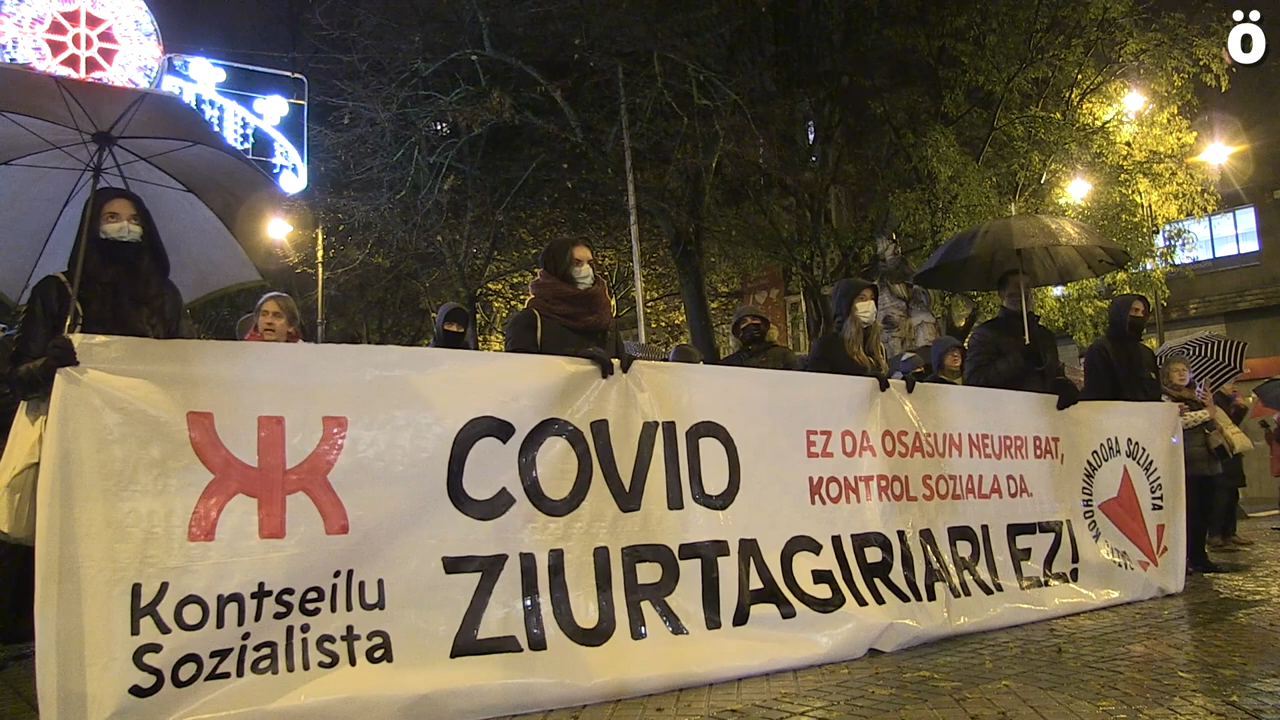 ö
COVID
ZIURTAGIRIARI EZ!
EZ DA OSASUN NEURRI BAT,
KONTROL SOZIALA DA.
Kontseilu
Sozialista
KOORDINADORA SOZIALISTA